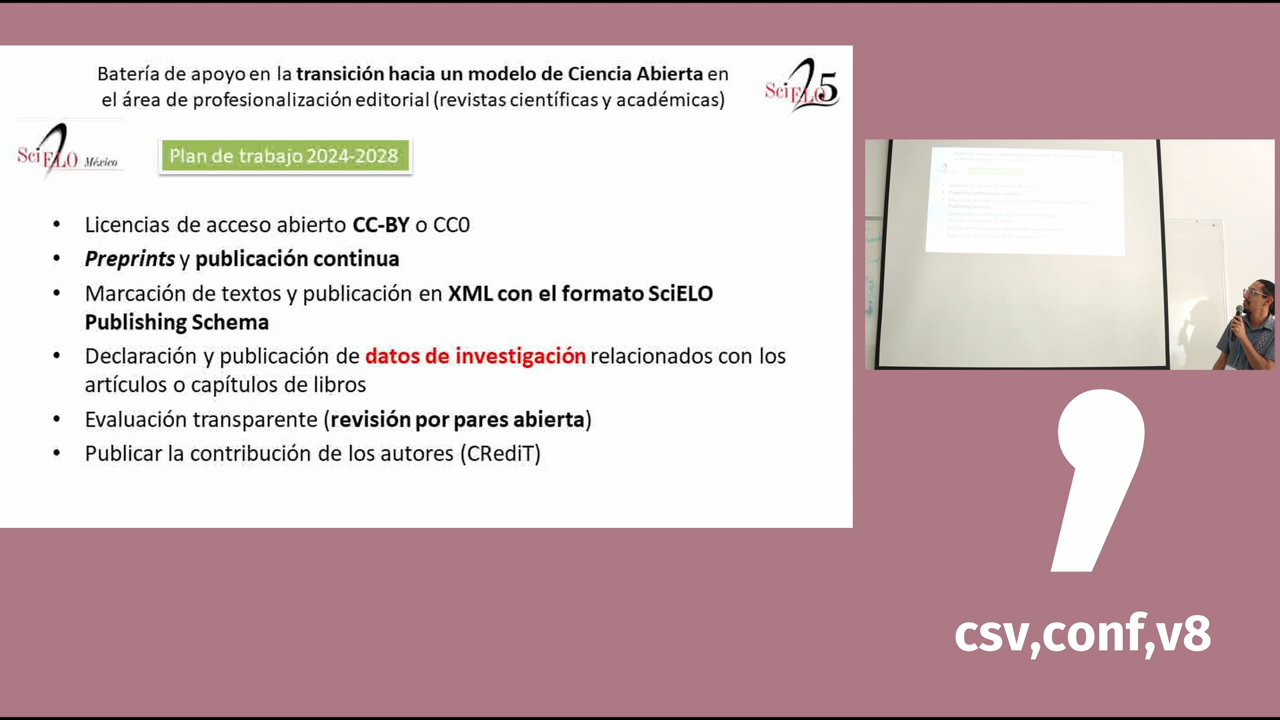 Batería de apoyo en la transición hacia un modelo de Ciencia Abierta en
el área de profesionalización editorial (revistas científicas y académicas)
SciELO 25
SciELO México
Plan de trabajo 2024-2028
• Licencias de acceso abierto CC-BY o CC0
• Preprints y publicación continua
• Marcación de textos y publicación en XML con el formato SciELO
Publishing Schema
• Declaración y publicación de datos de investigación relacionados con los
artículos o capítulos de libros
• Evaluación transparente (revisión por pares abierta)
• Publicar la contribución de los autores (CRediT)
csv,conf,v8